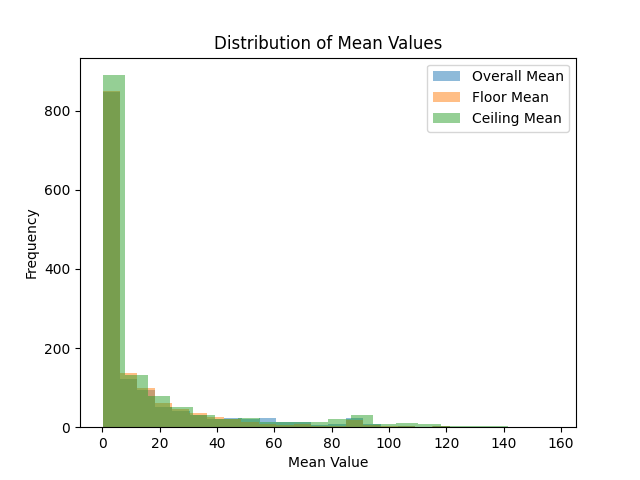 Distribution of Mean Values
Overall Mean
Floor Mean
Ceiling Mean
Frequency
800
600
400
200
0
0 20 40 60 80 100 120 140 160
Mean Value